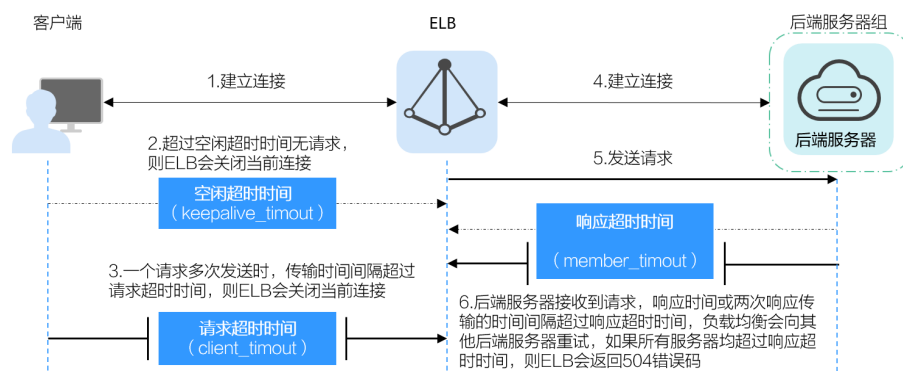 客户端
ELB
后端服务器组
1.建立连接
4.建立连接
后端服务器
2.超过空闲超时时间无请求，
则ELB会关闭当前连接
5.发送请求
空闲超时时间
（keepalive_timout）
响应超时时间
（member_timout）
3.一个请求多次发送时，传输时间间隔超过
请求超时时间，则ELB会关闭当前连接
请求超时时间
（client_timout）
6.后端服务器接收到请求，响应时间或两次响应传
输的时间间隔超过响应超时时间，负载均衡会向其
他后端服务器重试，如果所有服务器均超过响应超
时时间，则ELB会返回504错误码